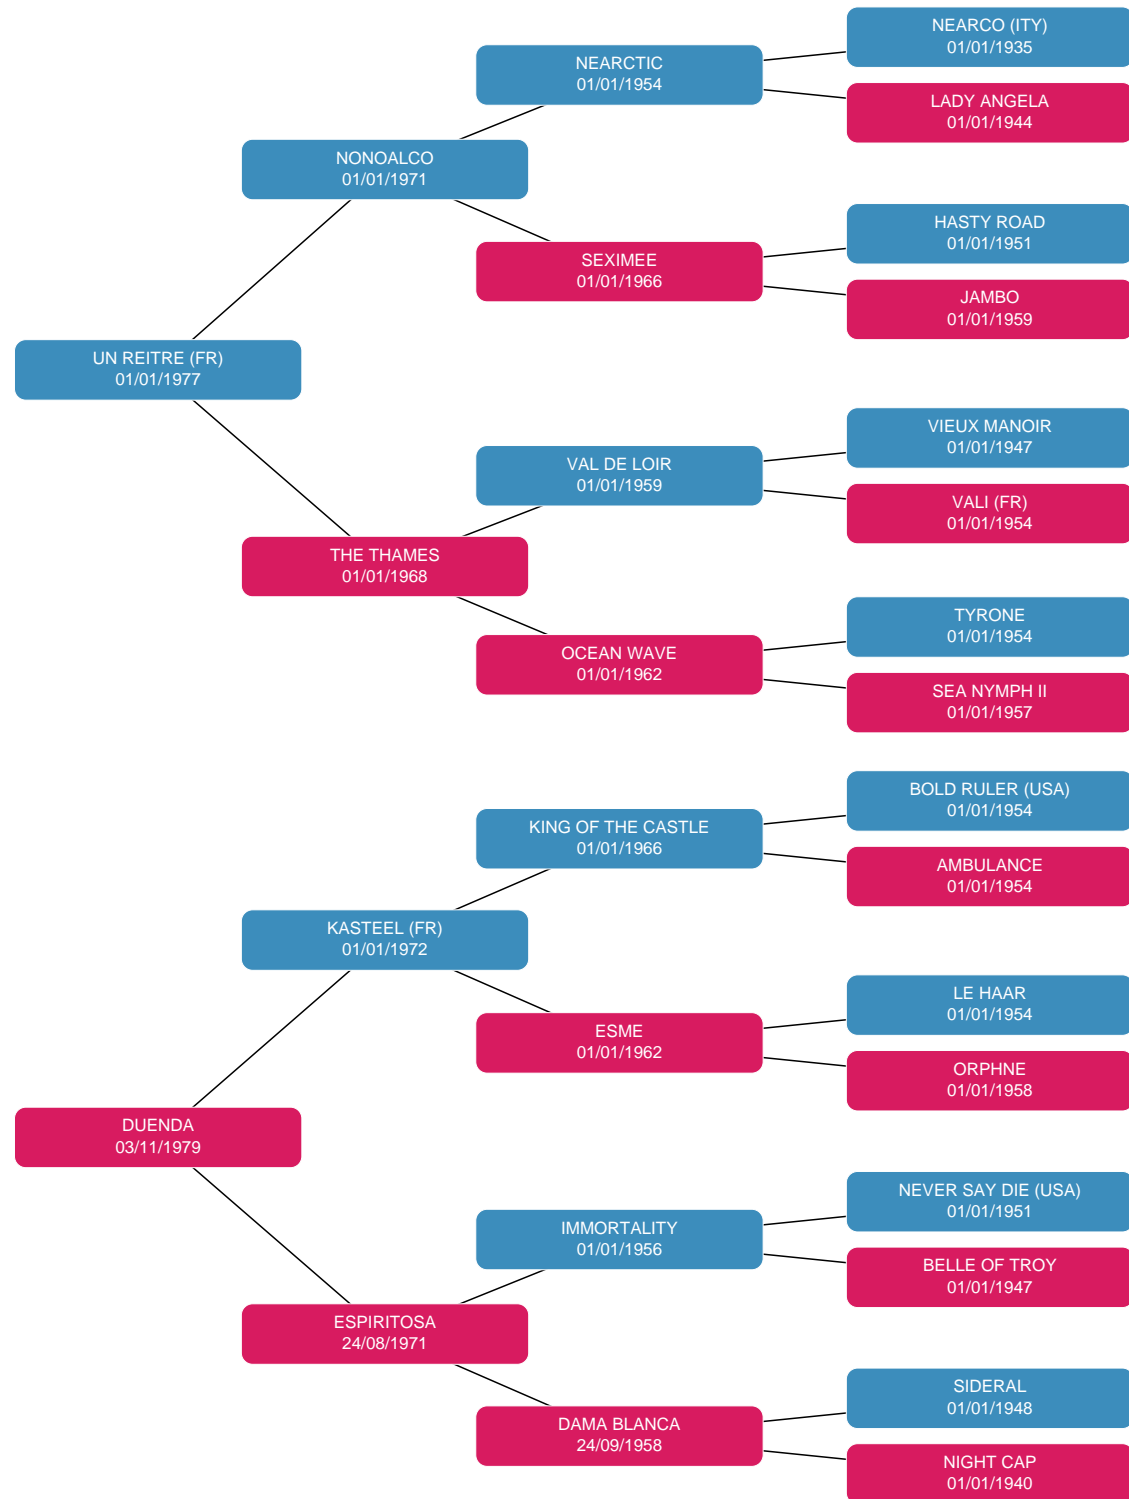 NEARCO (ITY)
01/01/1935
NEARCTIC
01/01/1954
LADY ANGELA
01/01/1944
NONOALCO
01/01/1971
HASTY ROAD
01/01/1951
SEXIMEE
01/01/1966
JAMBO
01/01/1959
UN REITRE (FR)
01/01/1977
VIEUX MANOIR
01/01/1947
VAL DE LOIR
01/01/1959
VALI (FR)
01/01/1954
THE THAMES
01/01/1968
TYRONE
01/01/1954
OCEAN WAVE
01/01/1962
SEA NYMPH II
01/01/1957
BOLD RULER (USA)
01/01/1954
KING OF THE CASTLE
01/01/1966
AMBULANCE
01/01/1954
KASTEEL (FR)
01/01/1972
LE HAAR
01/01/1954
ESME
01/01/1962
ORPHNE
01/01/1958
DUENDA
03/11/1979
NEVER SAY DIE (USA)
01/01/1951
IMMORTALITY
01/01/1956
BELLE OF TROY
01/01/1947
ESPIRITOSA
24/08/1971
SIDERAL
01/01/1948
DAMA BLANCA
24/09/1958
NIGHT CAP
01/01/1940